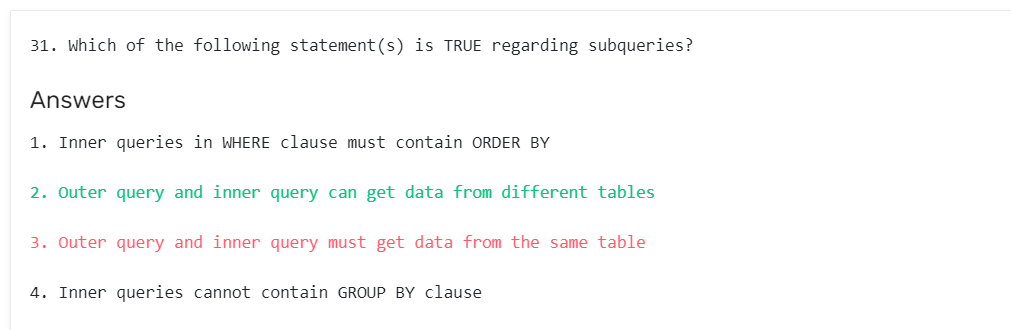 31. Which of the following statement(s) is TRUE regarding subqueries?
Answers
1. Inner queries in WHERE clause must contain ORDER BY
2. Outer query and inner query can get data from different tables
3. Outer query and inner query must get data from the same table
4. Inner queries cannot contain GROUP BY clause